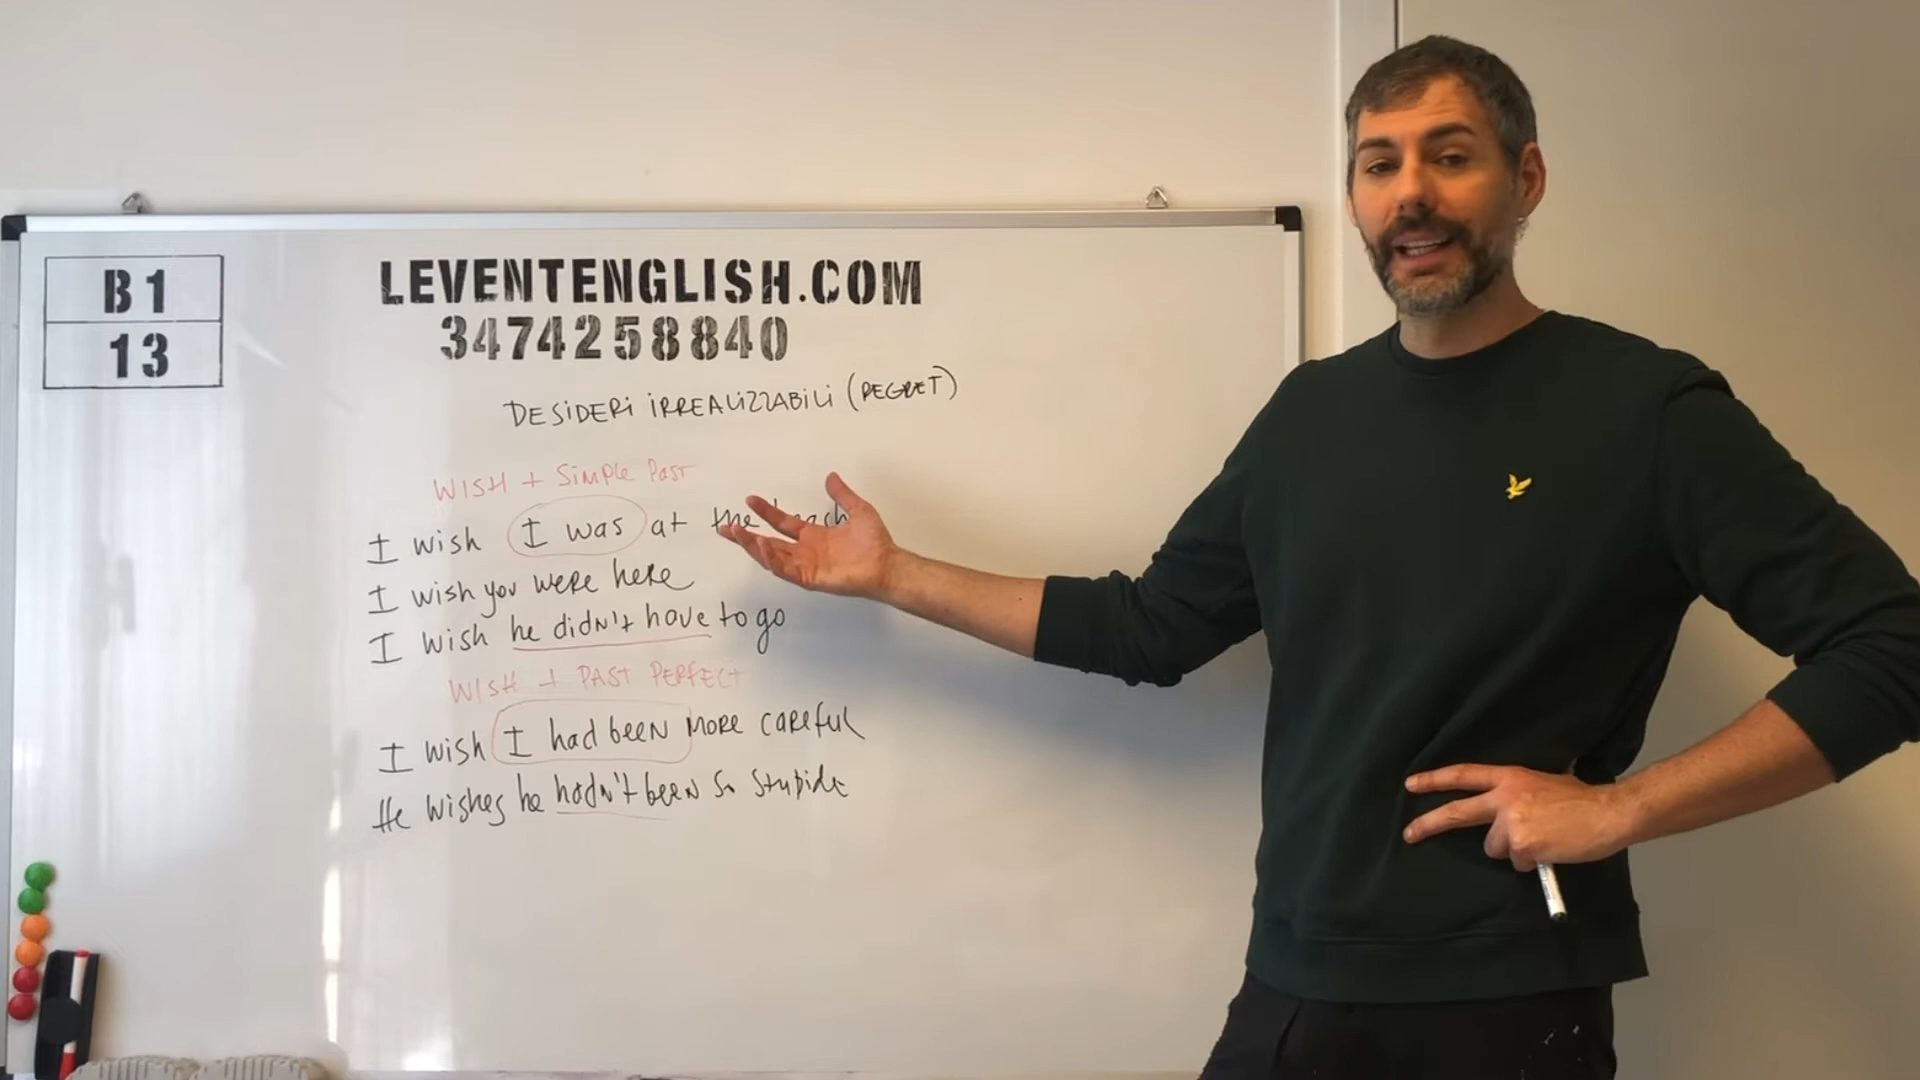 B1
13
LEVENTENGLISH.COM
3474258840
DESIDERI IRREALIZZABILI (REGRET)
WISH + SIMPLE PAST
I wish I was at the beach
I wish you were here
I wish he didn't have to go
WISH + PAST PERFECT
I wish I had been more careful
He wishes he hadn't been so